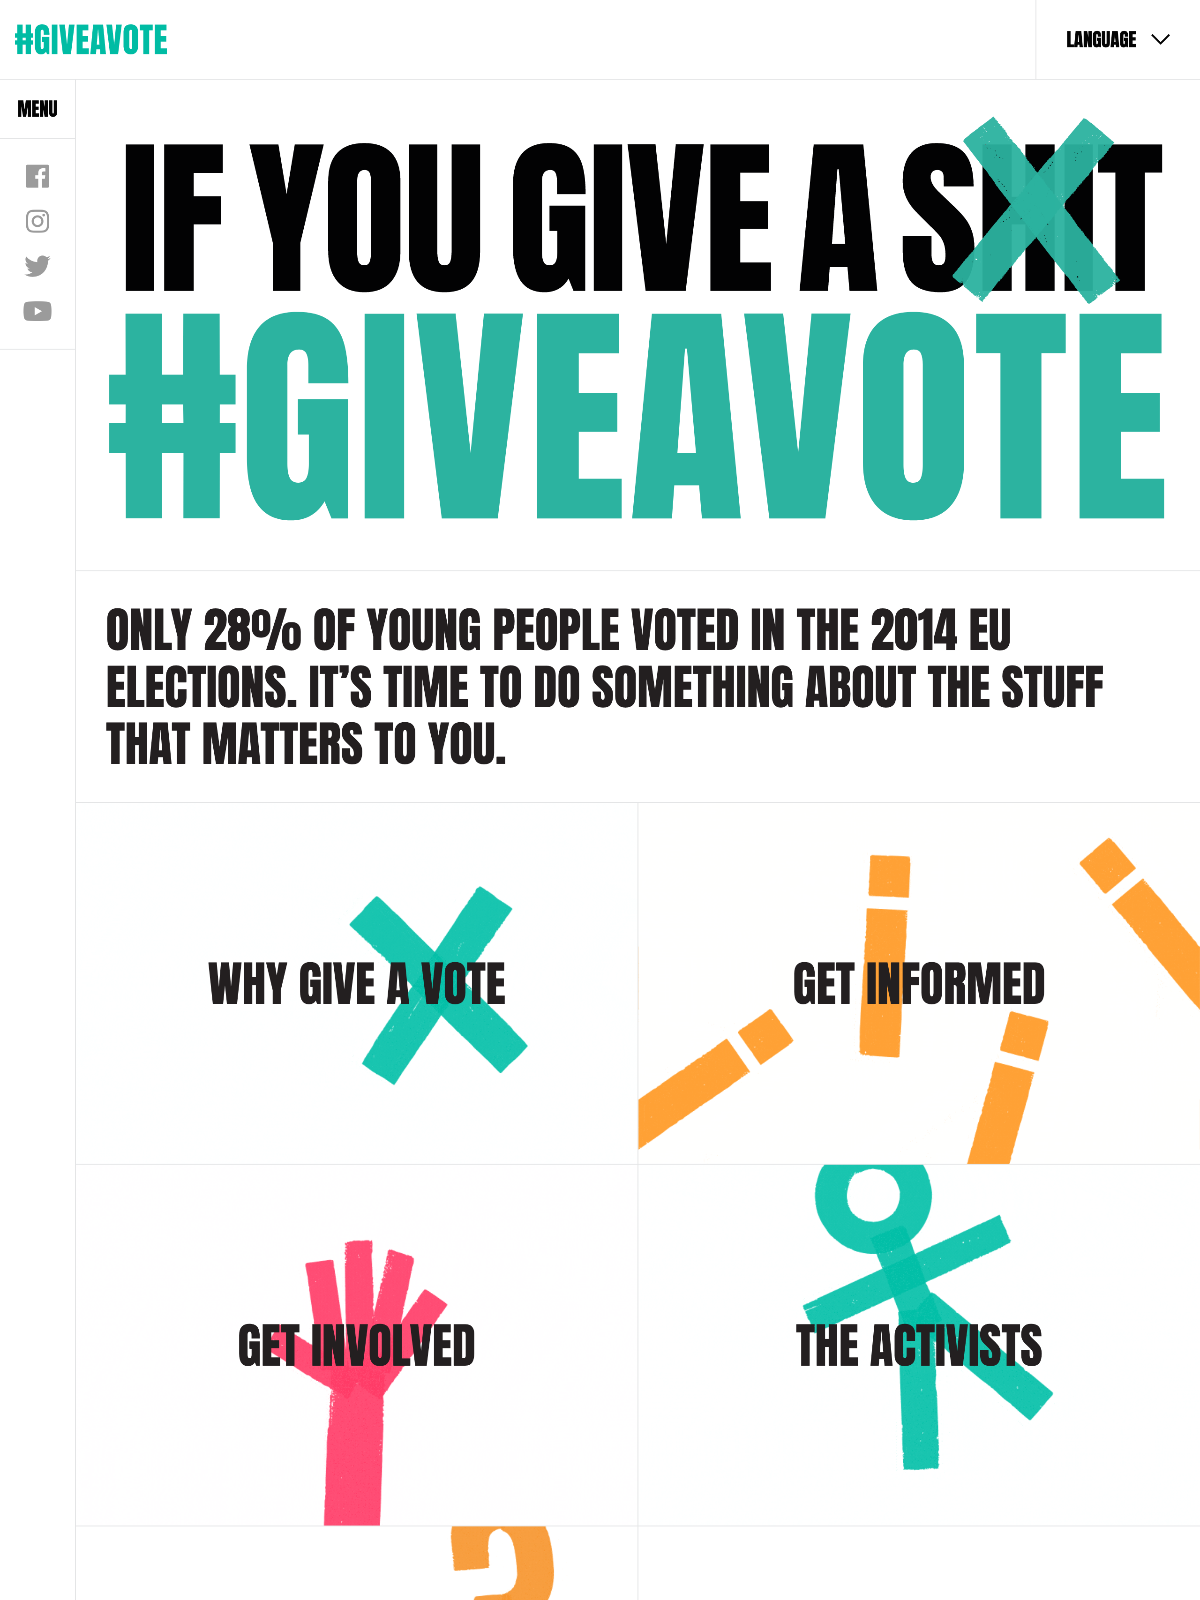 #GIVEAVOTE
LANGUAGE
MENU
IF YOU GIVE A SHIT
#GIVEAVOTE
ONLY 28% OF YOUNG PEOPLE VOTED IN THE 2014 EU
ELECTIONS. IT’S TIME TO DO SOMETHING ABOUT THE STUFF
THAT MATTERS TO YOU.
WHY GIVE A VOTE
GET INFORMED
GET INVOLVED
THE ACTIVISTS